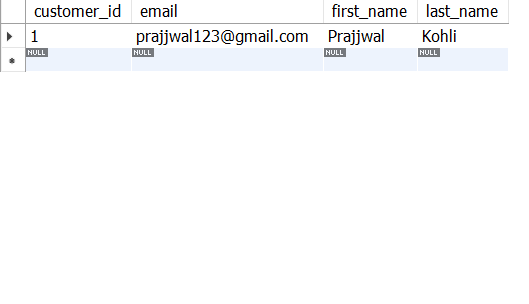 customer_id email first_name last_name
1 prajjwal123@gmail.com Prajjwal Kohli
NULL NULL NULL NULL